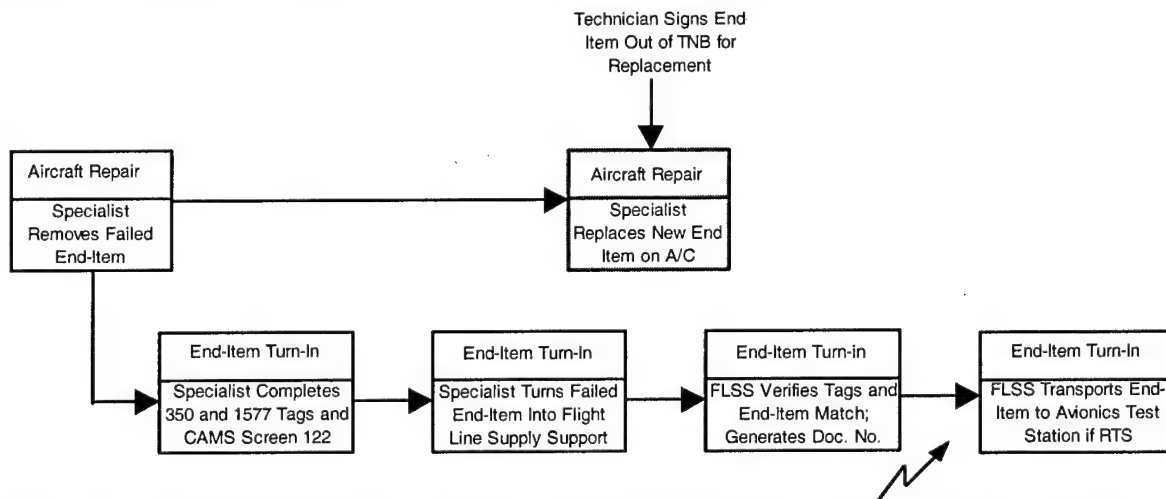 Technician Signs End
Item Out of TNB for
Replacement
Aircraft Repair
Specialist
Removes Failed
End-Item
Aircraft Repair
Specialist
Replaces New End
Item on A/C
End-Item Turn-In
Specialist Completes
350 and 1577 Tags and
CAMS Screen 122
End-Item Turn-In
Specialist Turns Failed
End-Item Into Flight
Line Supply Support
End-Item Turn-in
FLSS Verifies Tags and
End-Item Match;
Generates Doc. No.
End-Item Turn-In
FLSS Transports End-
Item to Avionics Test
Station if RTS